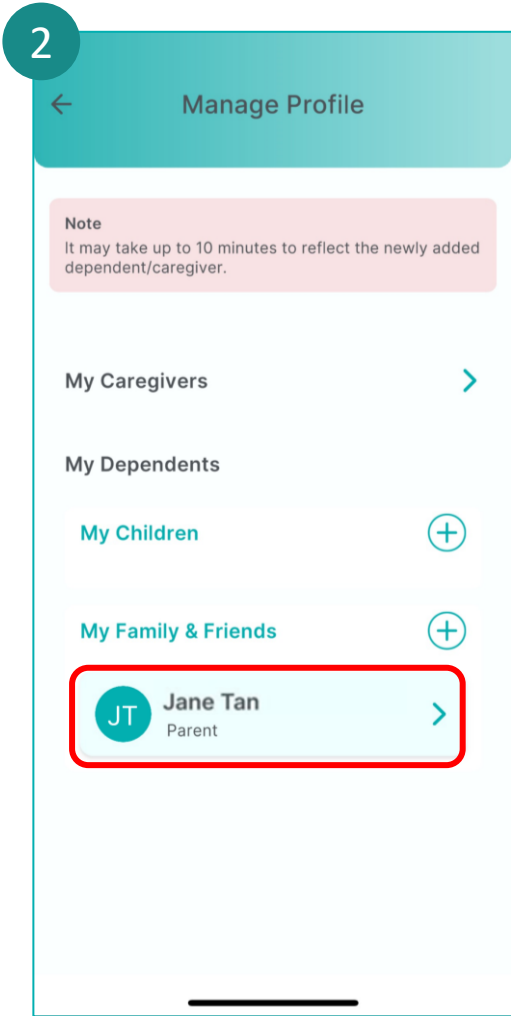 2
Manage Profile
Note
It may take up to 10 minutes to reflect the newly added
dependent/caregiver.
My Caregivers
My Dependents
My Children
My Family & Friends
JT
Jane Tan
Parent